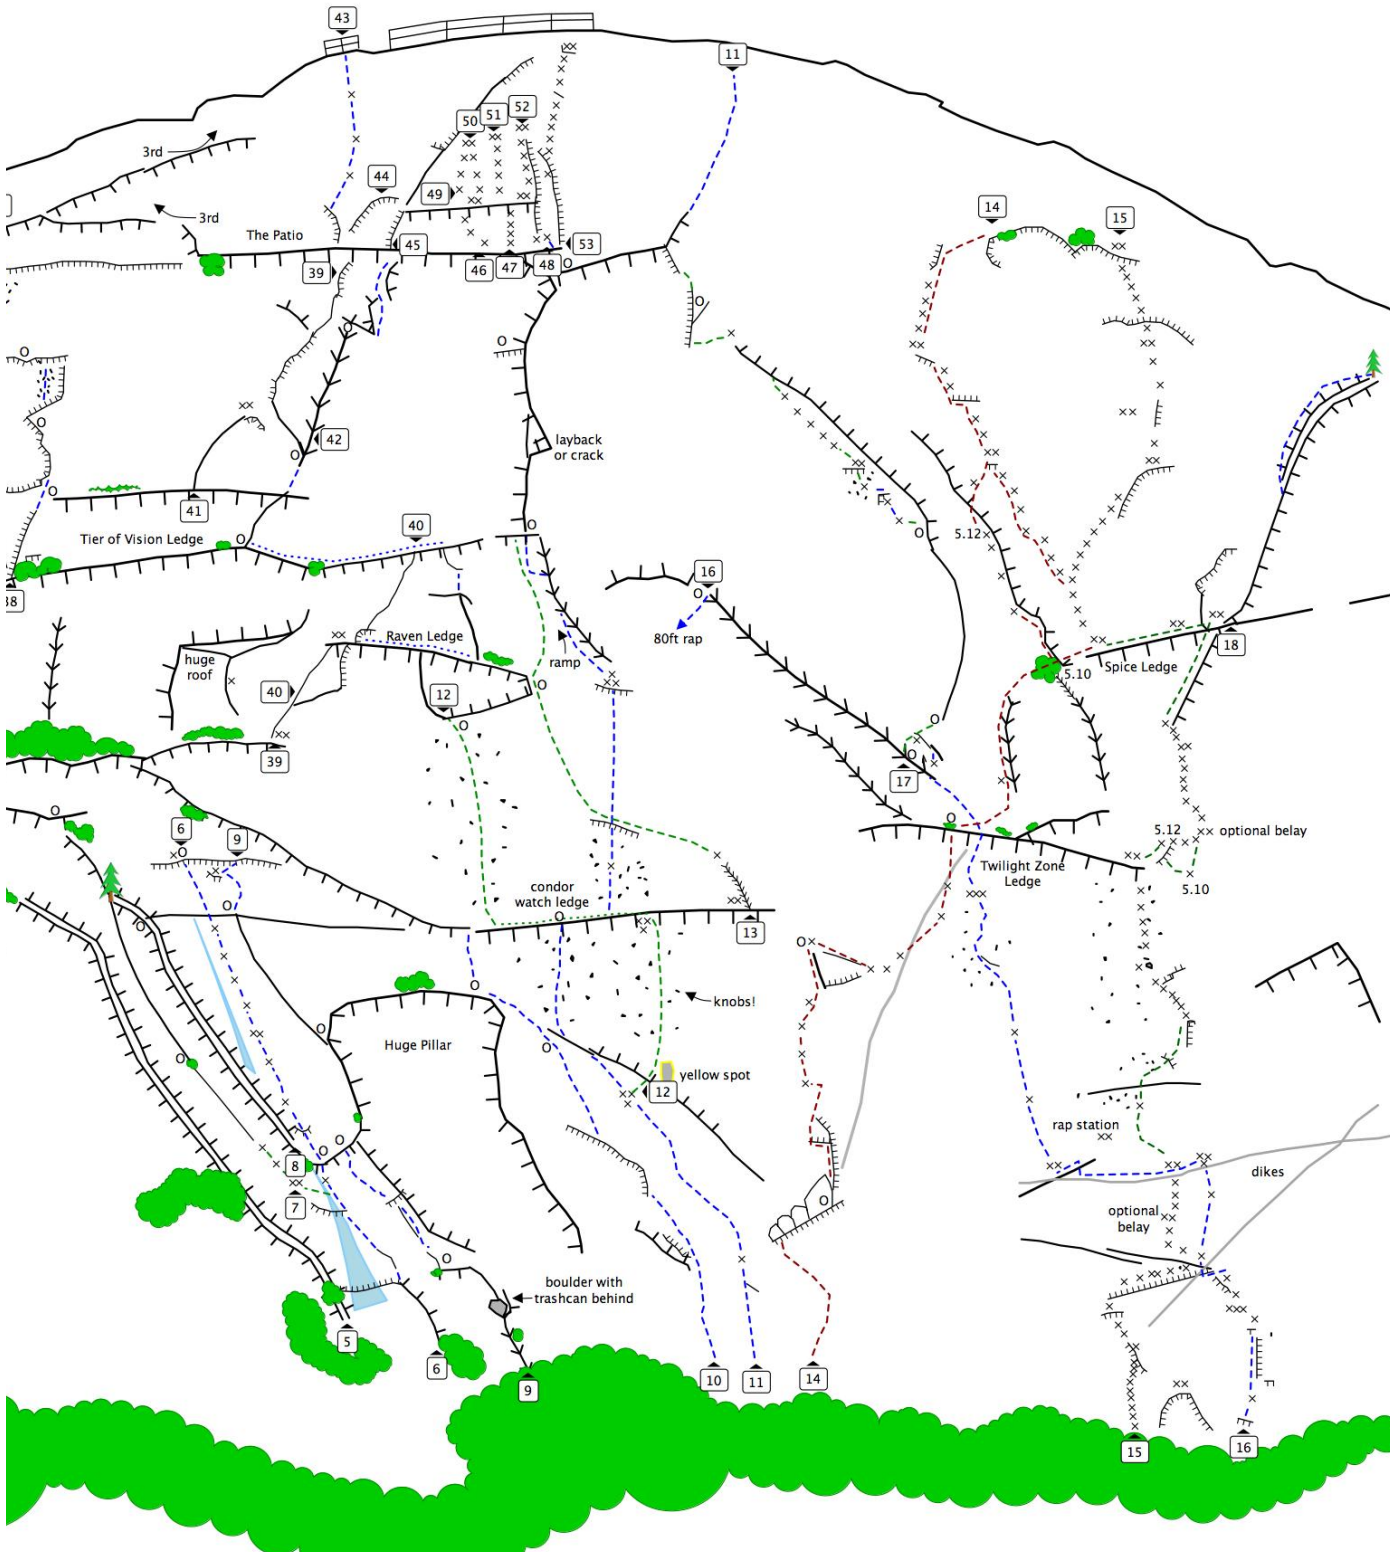 43
11
52
51
50
3rd
44
49
14
15
3rd
The Patio
45
53
39
46
47
48
layback
or crack
42
41
5.12
Tier of Vision Ledge
40
16
38
80ft rap
Raven Ledge
ramp
huge
roof
18
Spice Ledge
5.10
40
12
39
17
6
9
5.12
optional belay
Twilight Zone
Ledge
5.10
condor
watch ledge
13
knobs!
Huge Pillar
yellow spot
12
rap station
8
dikes
7
optional
belay
boulder with
trashcan behind
5
6
10
11
14
9
15
16